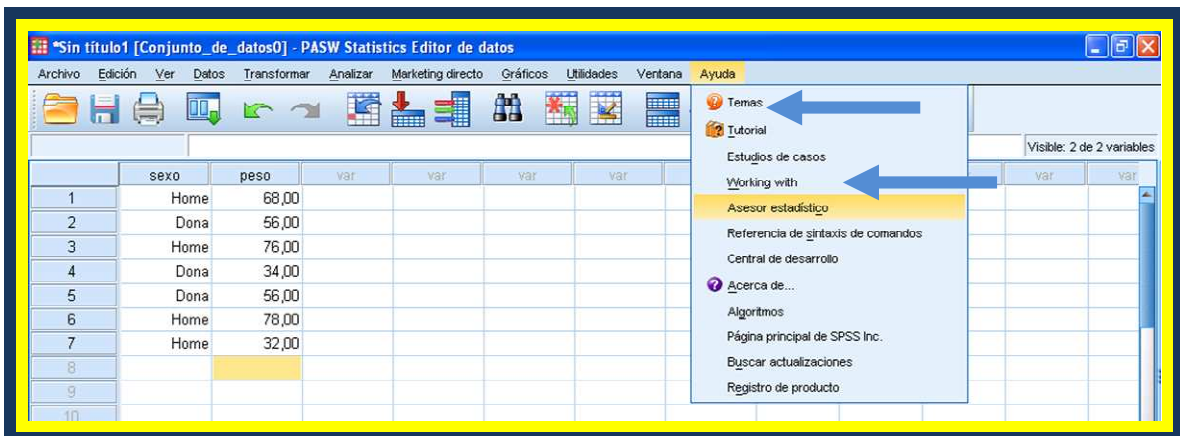 *Sin título1 [Conjunto_de_datos0] - PASW Statistics Editor de datos
Archivo Edición Ver Datos Transformar Analizar Marketing directo Gráficos Utilidades Ventana Ayuda
Temas
Tutorial
Estudios de casos
Working with
Asesor estadístico
Referencia de sintaxis de comandos
Central de desarrollo
Acerca de...
Algoritmos
Página principal de SPSS Inc.
Buscar actualizaciones
Registro de producto
Visible: 2 de 2 variables
sexo peso var var var var var var
1 Home 68,00
2 Dona 56,00
3 Home 76,00
4 Dona 34,00
5 Dona 56,00
6 Home 78,00
7 Home 32,00
8
9
10